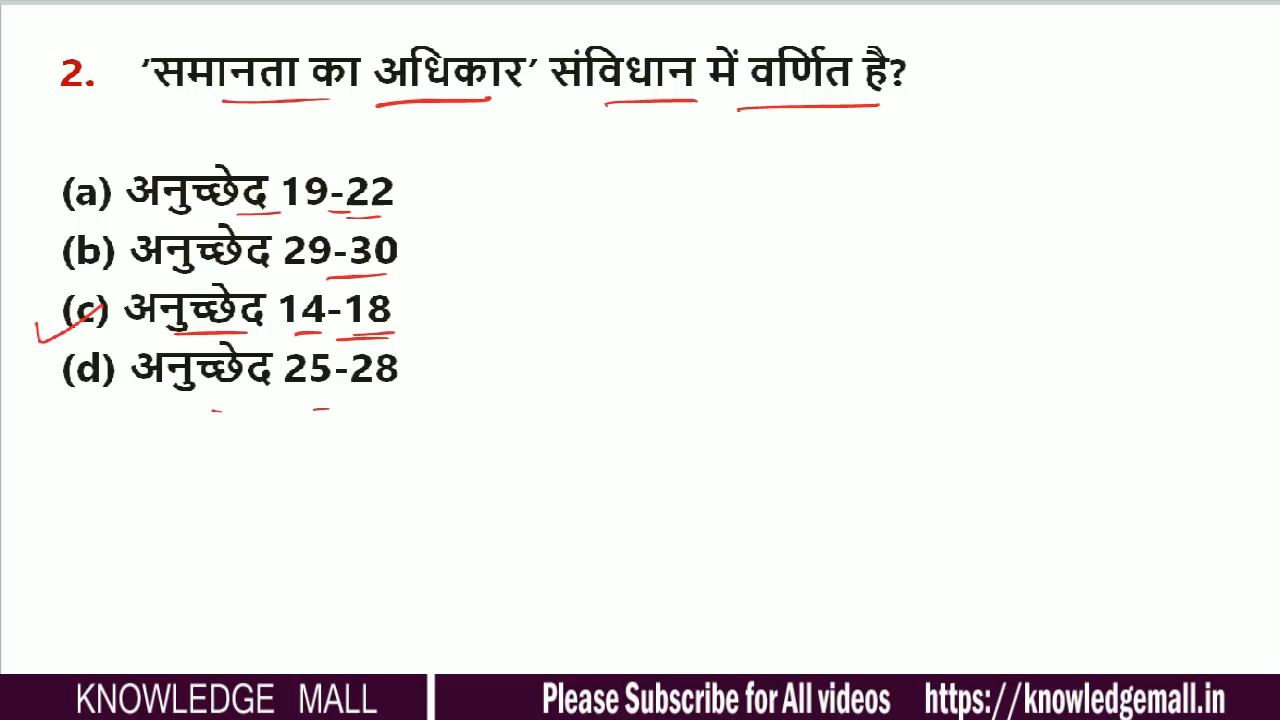 2. ‘समानता का अधिकार’ संविधान में वर्णित है?
(a) अनुच्छेद 19-22
(b) अनुच्छेद 29-30
(c) अनुच्छेद 14-18
(d) अनुच्छेद 25-28
KNOWLEDGE MALL Please Subscribe for All videos https://knowledgemall.in